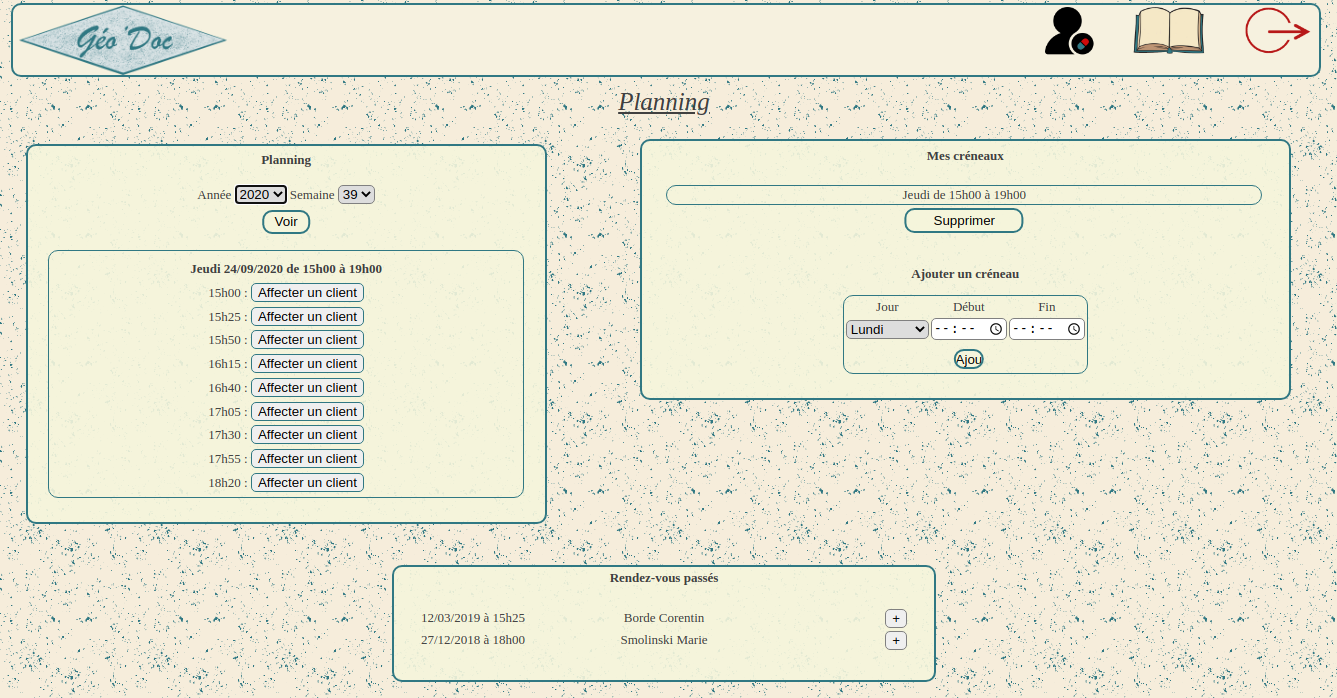 Géo'Doc
Planning
Planning
Année 2020 Semaine 39
Voir
Jeudi 24/09/2020 de 15h00 à 19h00
15h00 : Affecter un client
15h25 : Affecter un client
15h50 : Affecter un client
16h15 : Affecter un client
16h40 : Affecter un client
17h05 : Affecter un client
17h30 : Affecter un client
17h55 : Affecter un client
18h20 : Affecter un client
Mes créneaux
Jeudi de 15h00 à 19h00
Supprimer
Ajouter un créneau
Jour Début Fin
Lundi --:-- --:--
Ajou
Rendez-vous passés
12/03/2019 à 15h25 Borde Corentin +
27/12/2018 à 18h00 Smolinski Marie +